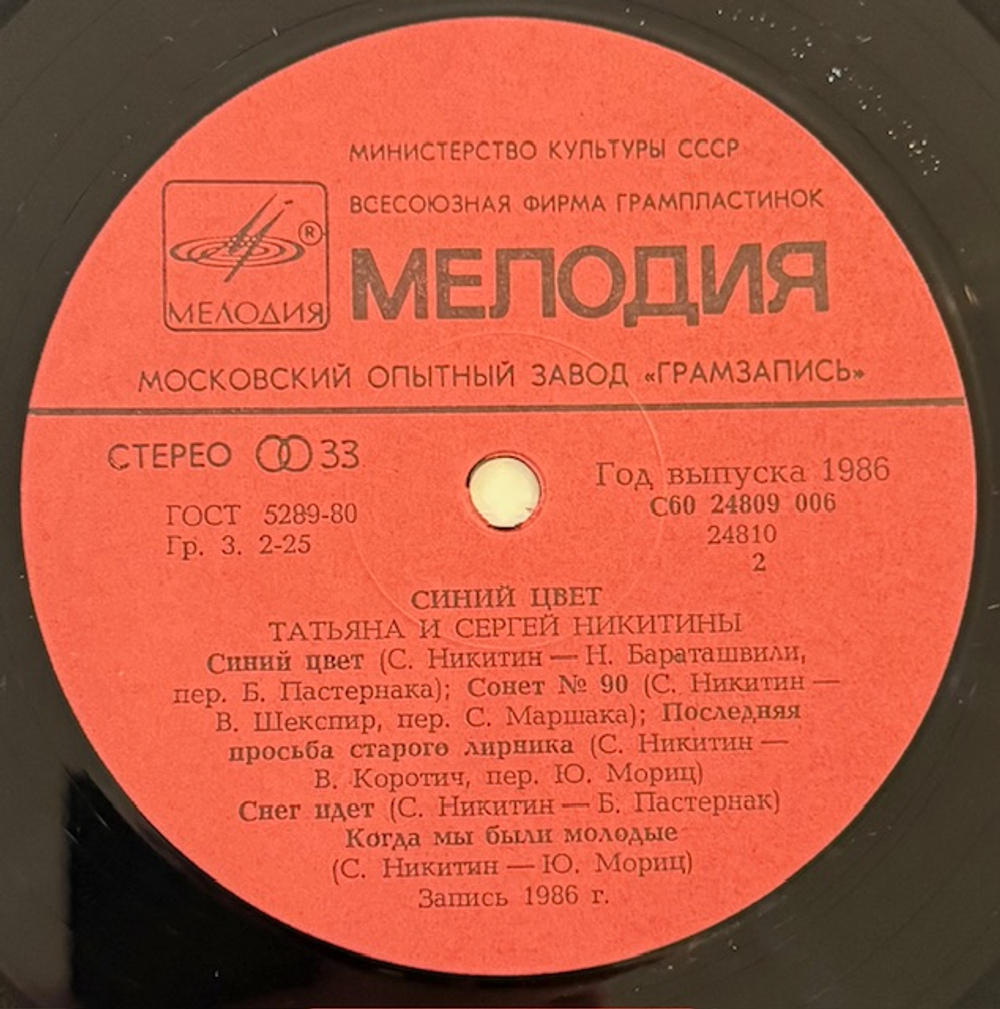 МИНИСТЕРСТВО КУЛЬТУРЫ СССР
ВСЕСОЮЗНАЯ ФИРМА ГРАМПЛАСТИНОК
®
МЕЛОДИЯ
МЕЛОДИЯ
МОСКОВСКИЙ ОПЫТНЫЙ ЗАВОД «ГРАМЗАПИСЬ»
СТЕРЕО 33
Год выпуска 1986
ГОСТ 5289-80
С60 24809 006
Гр. 3. 2-25
24810
2
СИНИЙ ЦВЕТ
ТАТЬЯНА И СЕРГЕЙ НИКИТИНЫ
Синий цвет (С. Никитин — Н. Бараташвили,
пер. Б. Пастернака); Сонет № 90 (С. Никитин —
В. Шекспир, пер. С. Маршака); Последняя
просьба старого лирника (С. Никитин —
В. Коротич, пер. Ю. Мориц)
Снег идет (С. Никитин — Б. Пастернак)
Когда мы были молодые
(С. Никитин — Ю. Мориц)
Запись 1986 г.